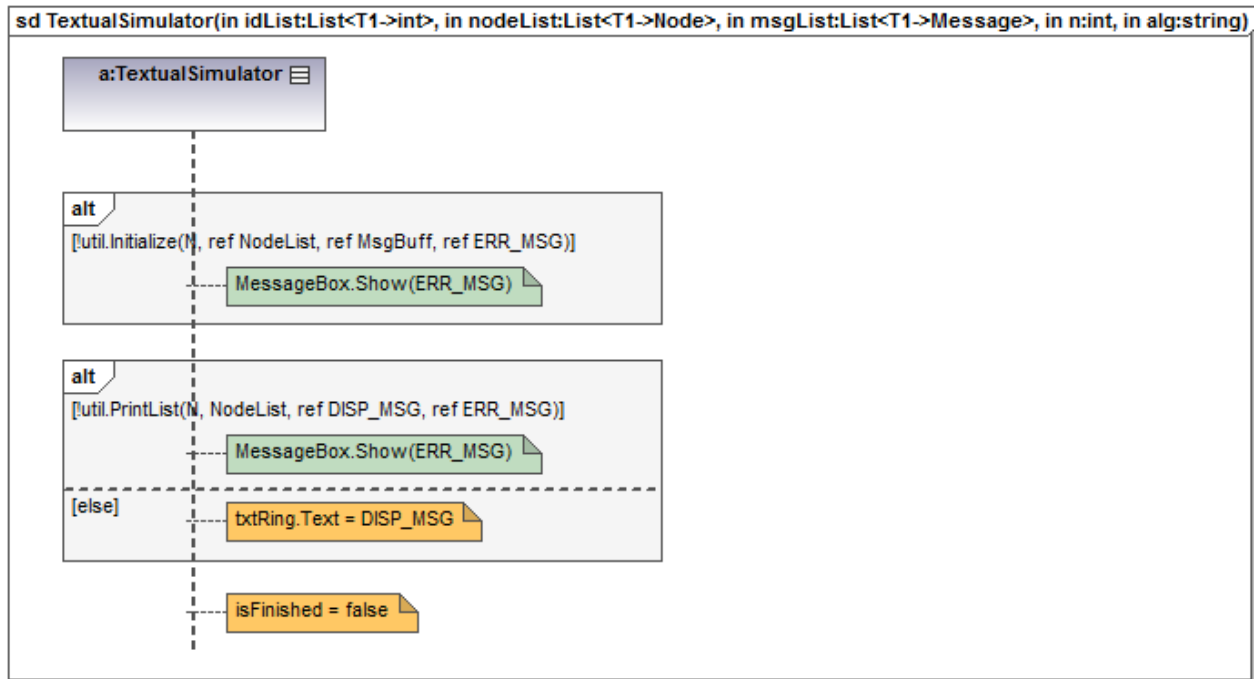 sd TextualSimulator(in idList:List<T1->int>, in nodeList:List<T1->Node>, in msgList:List<T1->Message>, in n:int, in alg:string)
a:TextualSimulator
alt
[!util.Initialize(N, ref NodeList, ref MsgBuff, ref ERR_MSG)]
MessageBox.Show(ERR_MSG)
alt
[!util.PrintList(N, NodeList, ref DISP_MSG, ref ERR_MSG)]
MessageBox.Show(ERR_MSG)
[else]
txtRing.Text = DISP_MSG
isFinished = false